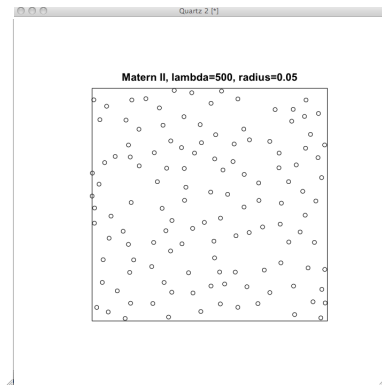 Quartz 2 [*]
Matern II, lambda=500, radius=0.05